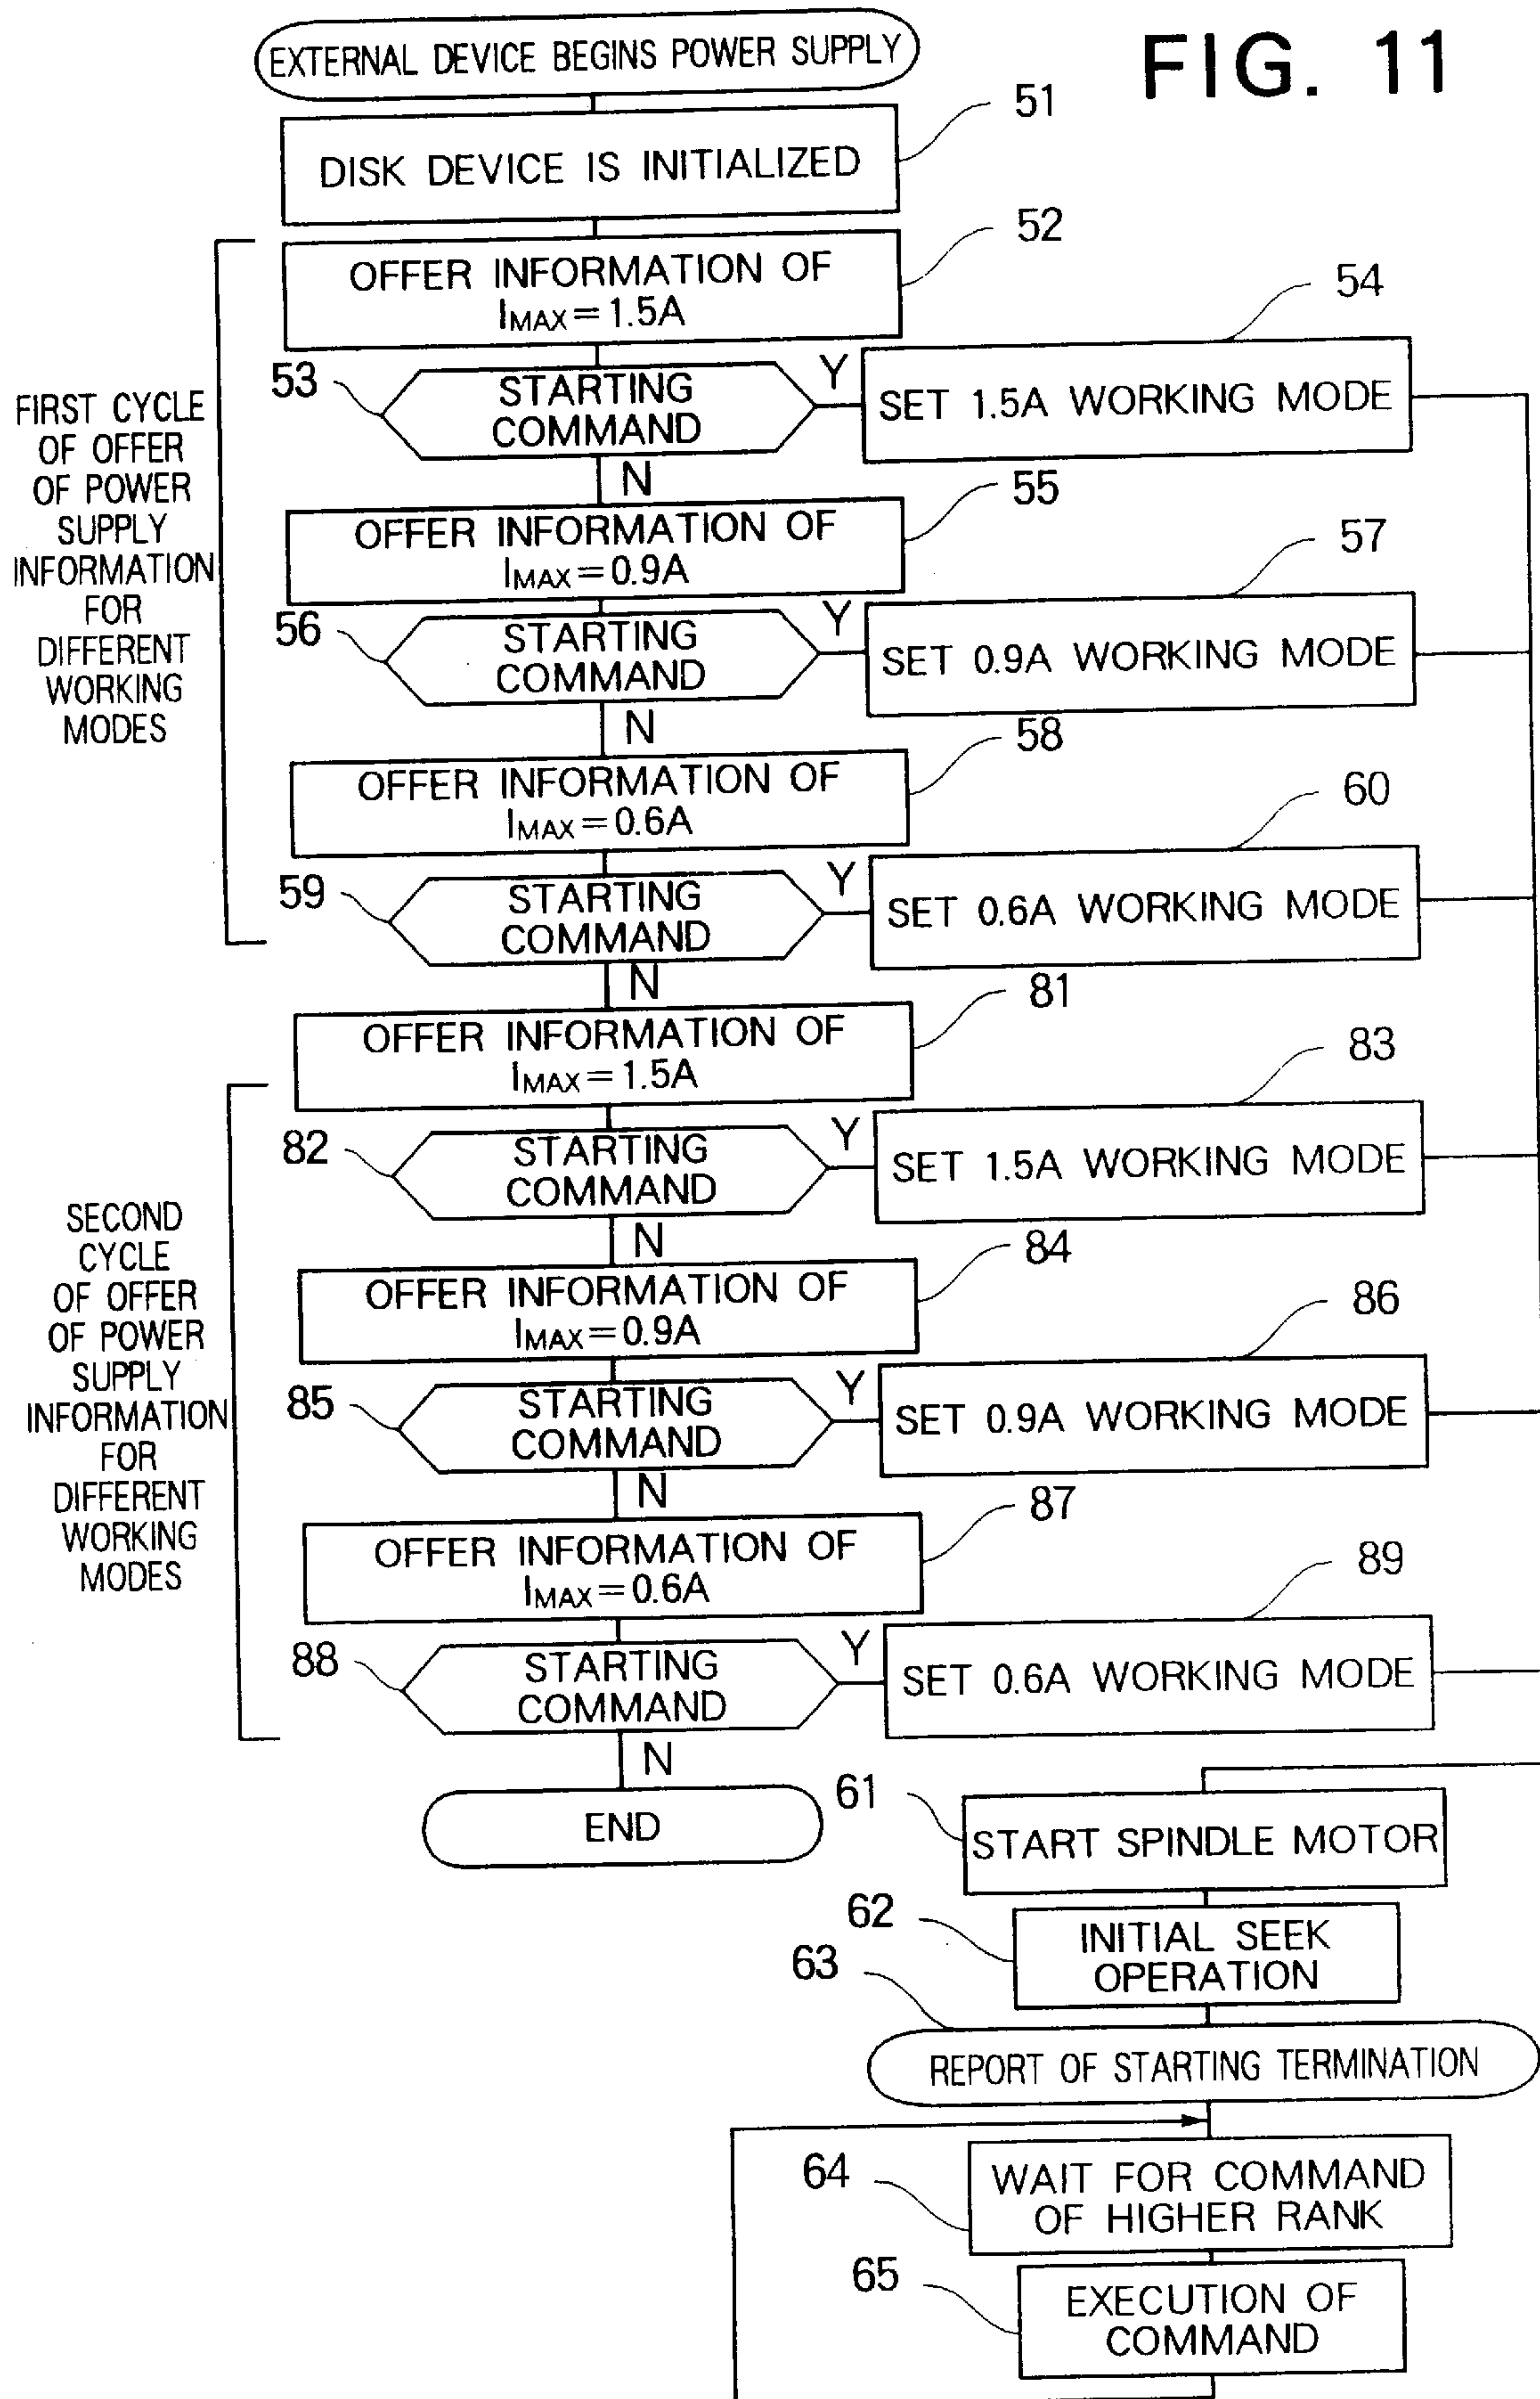 FIG. 11
EXTERNAL DEVICE BEGINS POWER SUPPLY
51
DISK DEVICE IS INITIALIZED
52
OFFER INFORMATION OF
IMAX=1.5A
53
STARTING
COMMAND
Y
N
54
SET 1.5A WORKING MODE
55
OFFER INFORMATION OF
IMAX=0.9A
56
STARTING
COMMAND
Y
N
57
SET 0.9A WORKING MODE
58
OFFER INFORMATION OF
IMAX=0.6A
59
STARTING
COMMAND
Y
N
60
SET 0.6A WORKING MODE
FIRST CYCLE
OF OFFER
OF POWER
SUPPLY
INFORMATION
FOR
DIFFERENT
WORKING
MODES
81
OFFER INFORMATION OF
IMAX=1.5A
82
STARTING
COMMAND
Y
N
83
SET 1.5A WORKING MODE
84
OFFER INFORMATION OF
IMAX=0.9A
85
STARTING
COMMAND
Y
N
86
SET 0.9A WORKING MODE
87
OFFER INFORMATION OF
IMAX=0.6A
88
STARTING
COMMAND
Y
N
89
SET 0.6A WORKING MODE
SECOND
CYCLE
OF OFFER
OF POWER
SUPPLY
INFORMATION
FOR
DIFFERENT
WORKING
MODES
END
61
START SPINDLE MOTOR
62
INITIAL SEEK
OPERATION
63
REPORT OF STARTING TERMINATION
64
WAIT FOR COMMAND
OF HIGHER RANK
65
EXECUTION OF
COMMAND